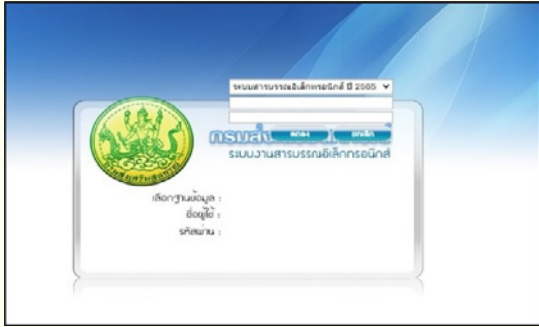 ระบบสารบรรณอิเล็กทรอนิกส์ ปี 2565
กรมส่ง
ตกลง
ยกเลิก
ระบบงานสารบรรณอิเล็กทรอนิกส์
เลือกฐานข้อมูล :
ชื่อผู้ใช้ :
รหัสผ่าน :